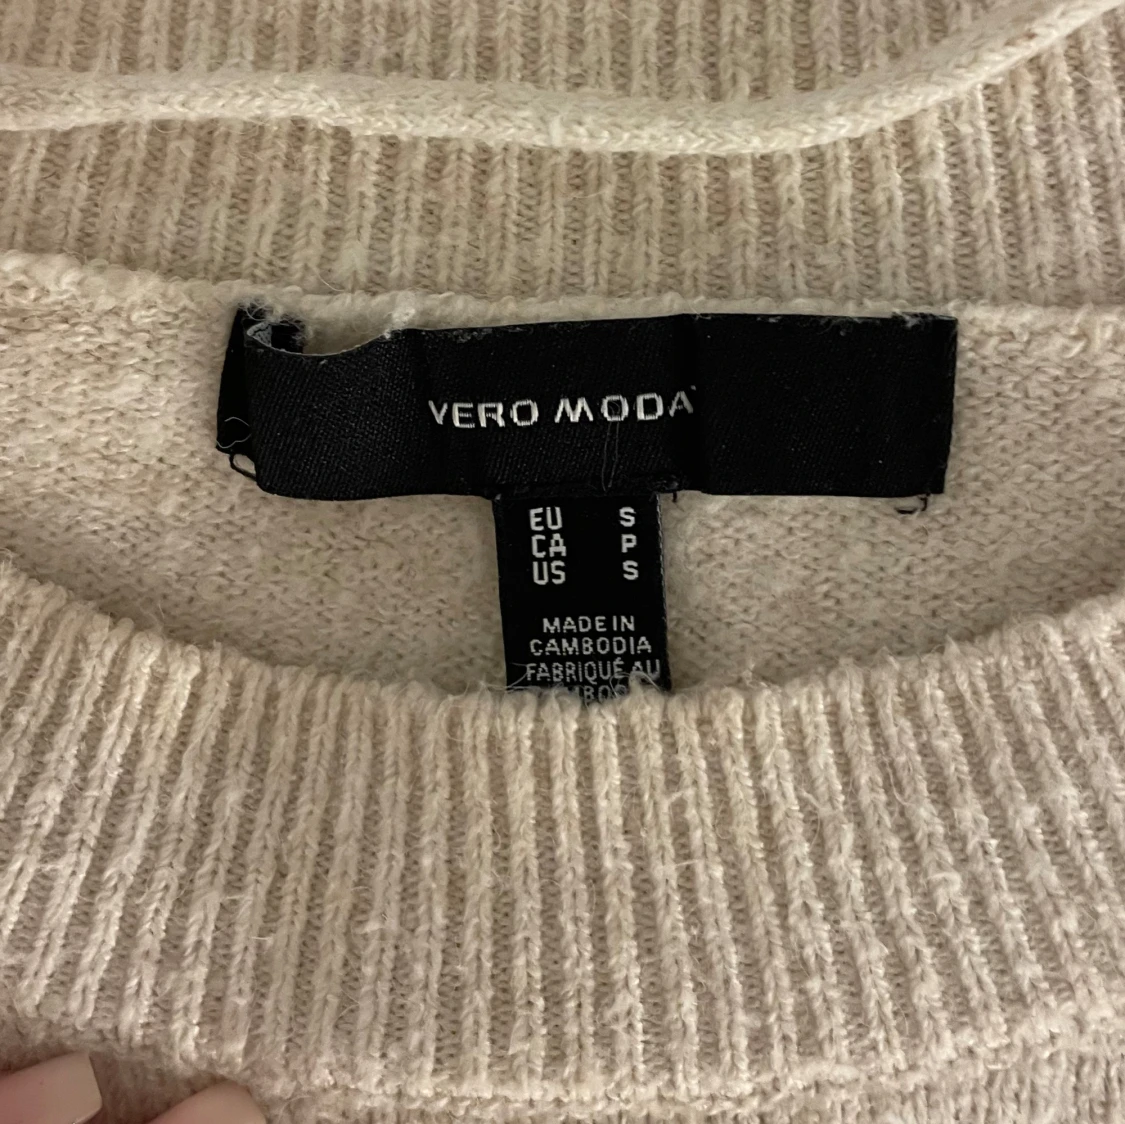 VERO MODA
EU S
CA P
US S
MADE IN
CAMBODIA
FABRIQUÉ AU